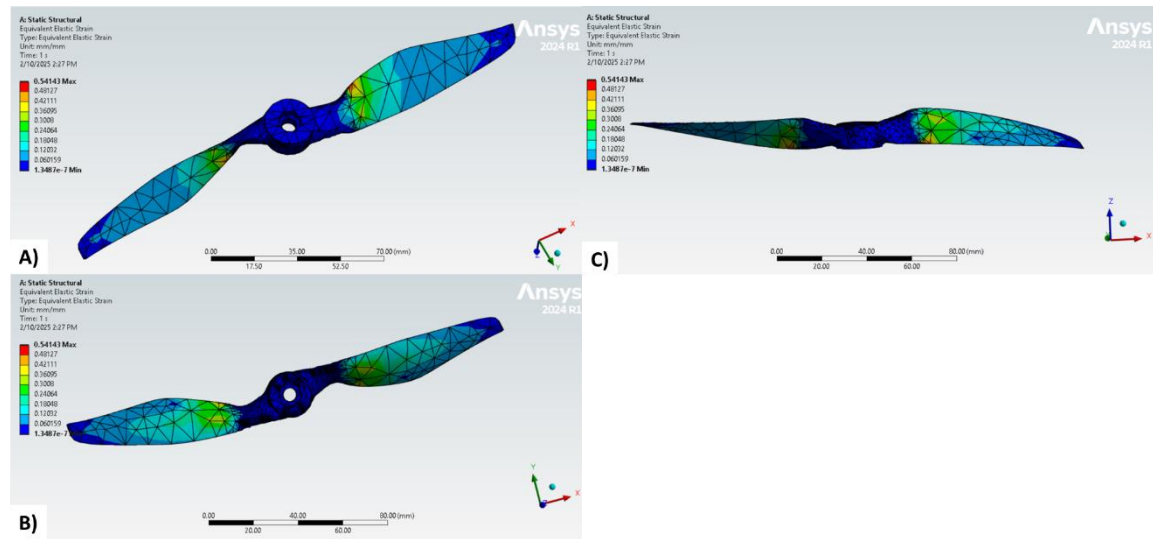 A: Static Structural
Equivalent Elastic Strain
Type: Equivalent Elastic Strain
Unit: mm/mm
Time: 1 s
2/10/2025 2:27 PM
0.54143 Max
0.48127
0.42111
0.36095
0.3008
0.24064
0.18048
0.12032
0.060159
1.3487e-7 Min
Ansys
2024 R1
X
Z
Y
0.00 35.00 70.00 (mm)
17.50 52.50
A)
A: Static Structural
Equivalent Elastic Strain
Type: Equivalent Elastic Strain
Unit: mm/mm
Time: 1 s
2/10/2025 2:27 PM
0.54143 Max
0.48127
0.42111
0.36095
0.3008
0.24064
0.18048
0.12032
0.060159
1.3487e-7 Min
Ansys
2024 R1
Z
X
0.00 40.00 80.00 (mm)
20.00 60.00
C)
A: Static Structural
Equivalent Elastic Strain
Type: Equivalent Elastic Strain
Unit: mm/mm
Time: 1 s
2/10/2025 2:27 PM
0.54143 Max
0.48127
0.42111
0.36095
0.3008
0.24064
0.18048
0.12032
0.060159
1.3487e-7 Min
Ansys
2024 R1
Y
X
Z
0.00 40.00 80.00 (mm)
20.00 60.00
B)